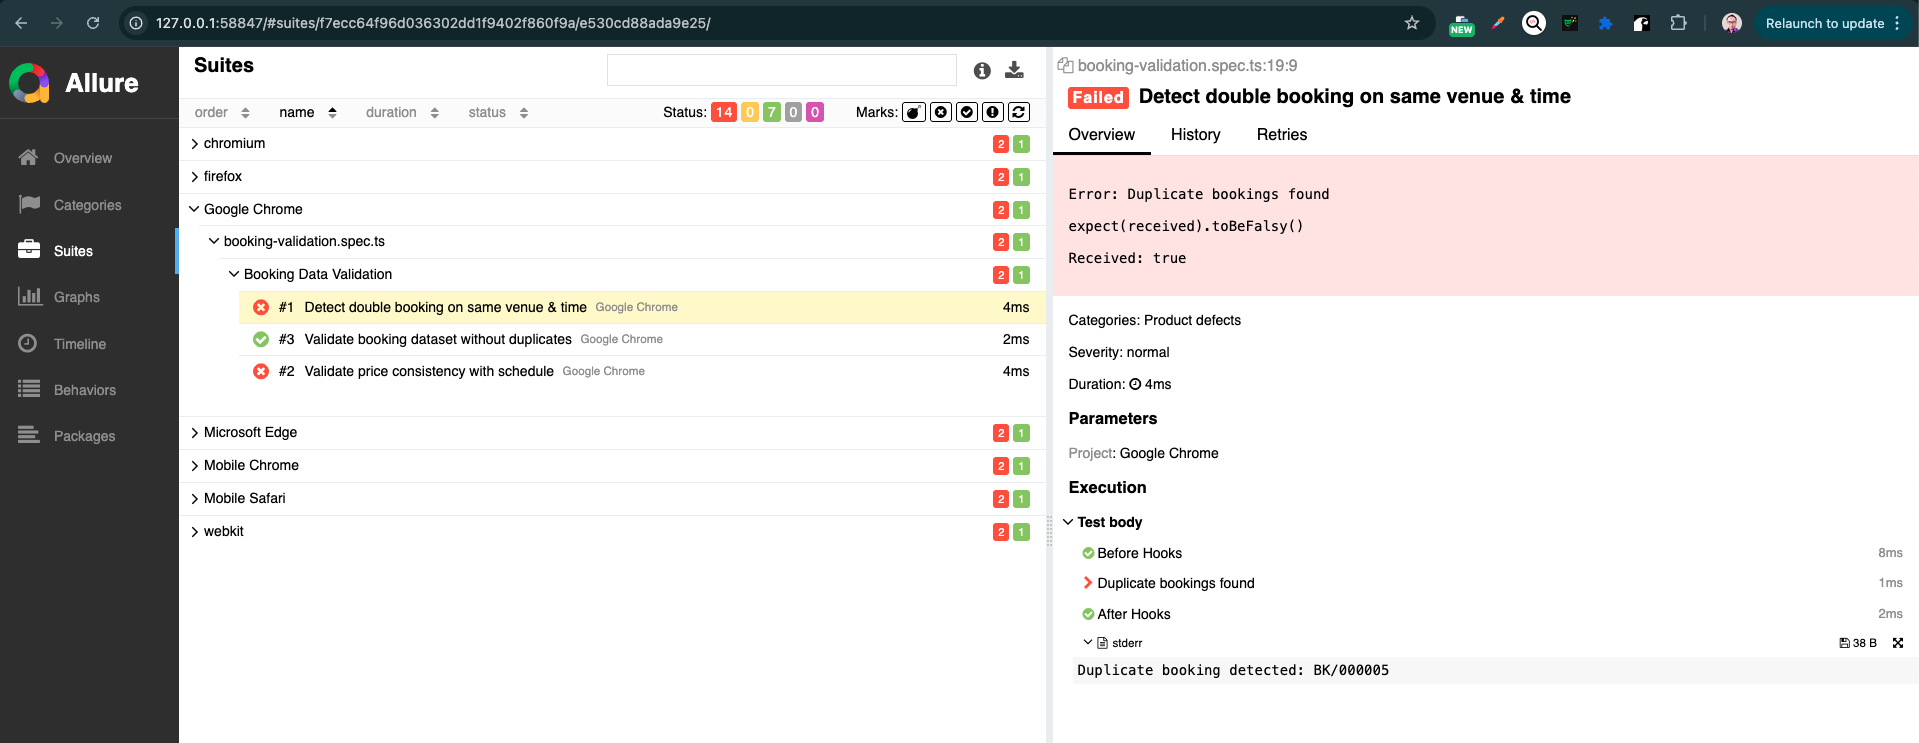 127.0.0.1:58847/#suites/f7ecc64f96d036302dd1f9402f860f9a/e530cd88ada9e25/
NEW
Relaunch to update
Allure
Overview
Categories
Suites
Graphs
Timeline
Behaviors
Packages
Suites
order name duration status Status: 14 0 7 0 0 Marks:
chromium 2 1
firefox 2 1
Google Chrome 2 1
booking-validation.spec.ts 2 1
Booking Data Validation 2 1
#1 Detect double booking on same venue & time Google Chrome 4ms
#3 Validate booking dataset without duplicates Google Chrome 2ms
#2 Validate price consistency with schedule Google Chrome 4ms
Microsoft Edge 2 1
Mobile Chrome 2 1
Mobile Safari 2 1
webkit 2 1
booking-validation.spec.ts:19:9
Failed Detect double booking on same venue & time
Overview History Retries
Error: Duplicate bookings found
expect(received).toBeFalsy()
Received: true
Categories: Product defects
Severity: normal
Duration: 4ms
Parameters
Project: Google Chrome
Execution
Test body
Before Hooks 8ms
Duplicate bookings found 1ms
After Hooks 2ms
stderr 38 B
Duplicate booking detected: BK/000005